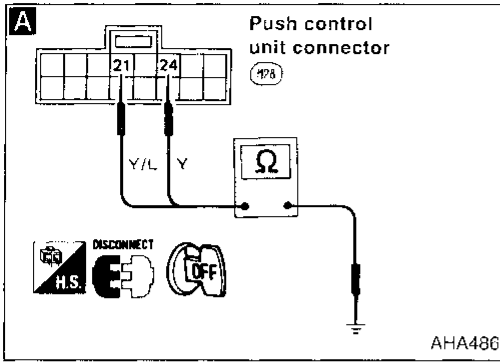 A
Push control
unit connector
M28
21 24
Y/L Y
Ω
DISCONNECT
H.S.
OFF
AHA486